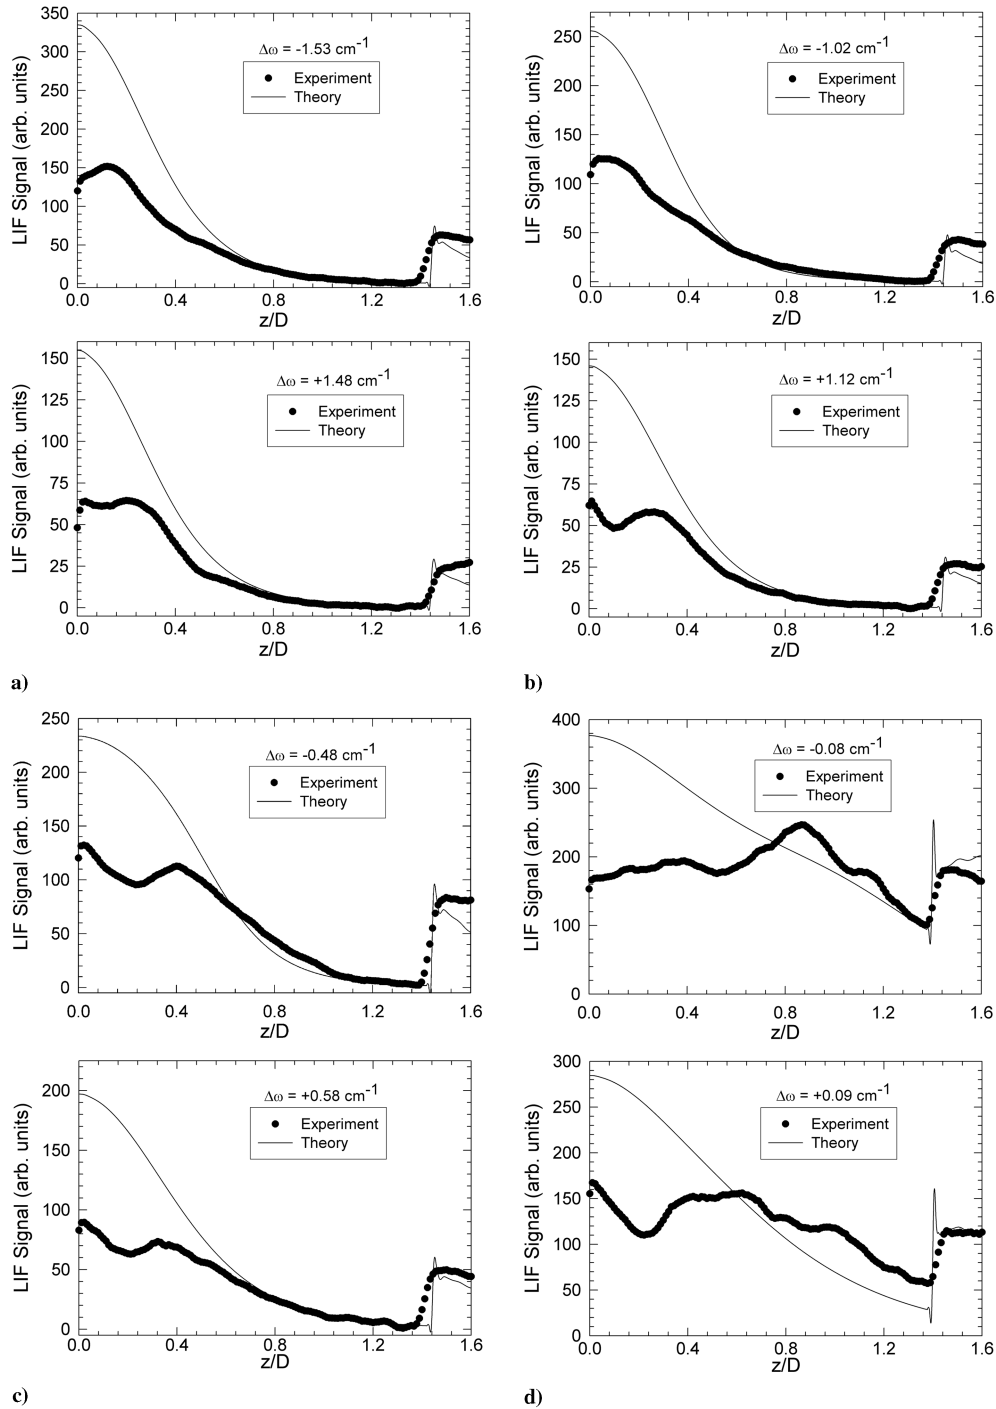 Δω = -1.53 cm-1
Experiment
Theory
LIF Signal (arb. units)
350
300
250
200
150
100
50
0
0.0 0.4 0.8 1.2 1.6
z/D
Δω = +1.48 cm-1
Experiment
Theory
LIF Signal (arb. units)
150
125
100
75
50
25
0
0.0 0.4 0.8 1.2 1.6
z/D
a)
Δω = -1.02 cm-1
Experiment
Theory
LIF Signal (arb. units)
250
200
150
100
50
0
0.0 0.4 0.8 1.2 1.6
z/D
Δω = +1.12 cm-1
Experiment
Theory
LIF Signal (arb. units)
150
125
100
75
50
25
0
0.0 0.4 0.8 1.2 1.6
z/D
b)
Δω = -0.48 cm-1
Experiment
Theory
LIF Signal (arb. units)
250
200
150
100
50
0
0.0 0.4 0.8 1.2 1.6
z/D
Δω = +0.58 cm-1
Experiment
Theory
LIF Signal (arb. units)
200
150
100
50
0
0.0 0.4 0.8 1.2 1.6
z/D
c)
Δω = -0.08 cm-1
Experiment
Theory
LIF Signal (arb. units)
400
300
200
100
0
0.0 0.4 0.8 1.2 1.6
z/D
Δω = +0.09 cm-1
Experiment
Theory
LIF Signal (arb. units)
300
250
200
150
100
50
0
0.0 0.4 0.8 1.2 1.6
z/D
d)